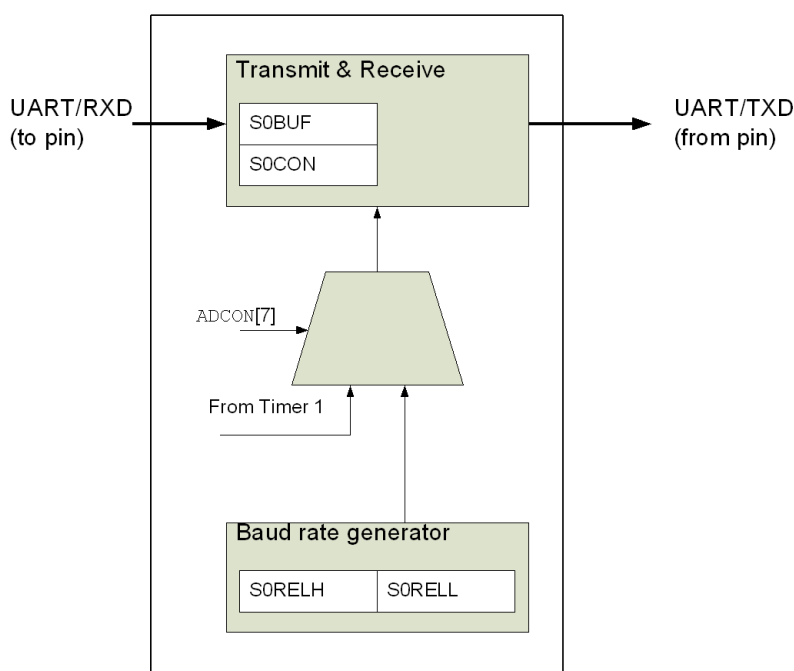 Transmit & Receive
UART/RXD
(to pin)
S0BUF
S0CON
UART/TXD
(from pin)
ADCON[7]
From Timer 1
Baud rate generator
S0RELH
S0RELL